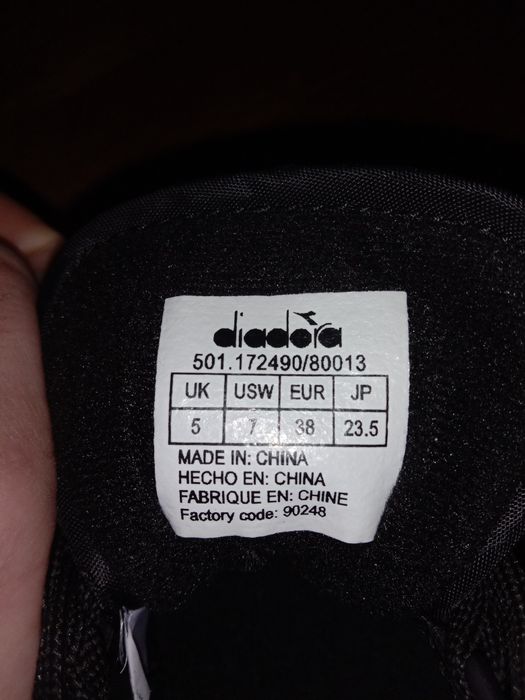 diadora
501.172490/80013
UK USW EUR JP
5 7 38 23.5
MADE IN: CHINA
HECHO EN: CHINA
FABRIQUE EN: CHINE
Factory code: 90248